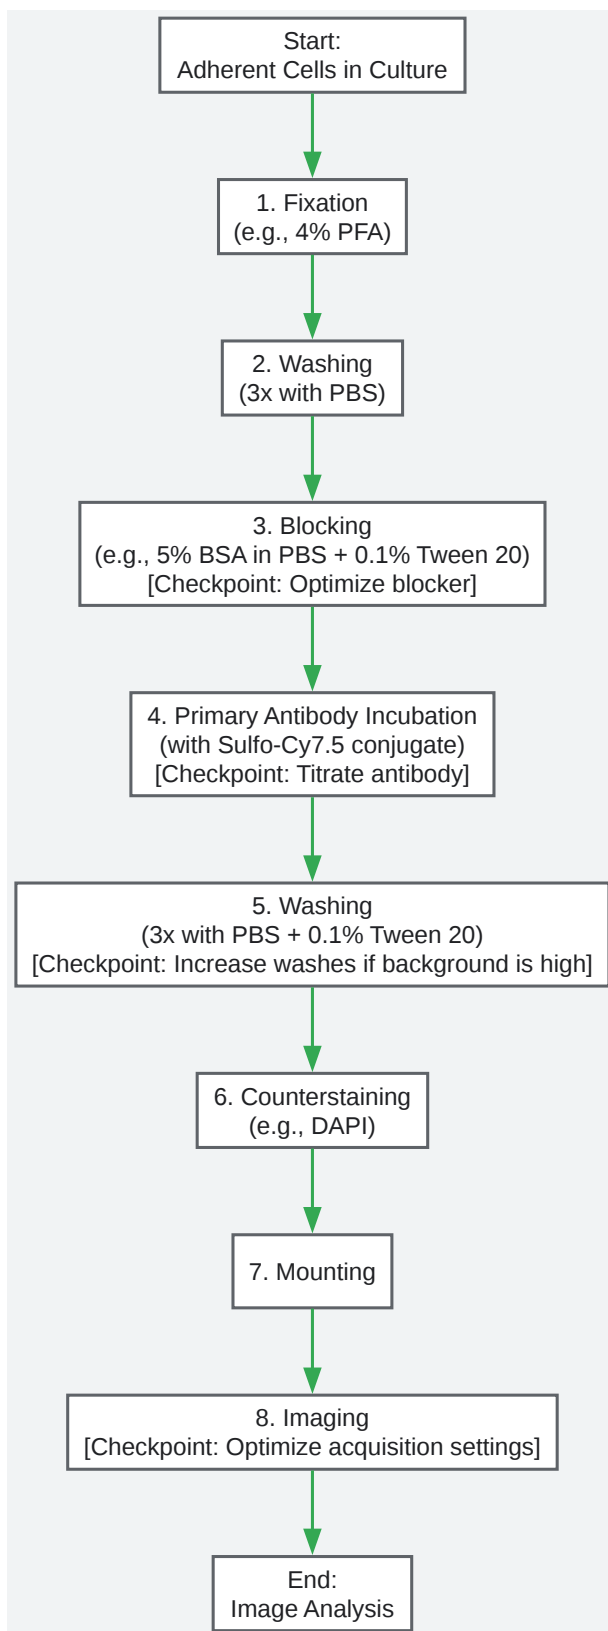 Start:
Adherent Cells in Culture
1. Fixation
(e.g., 4% PFA)
2. Washing
(3x with PBS)
3. Blocking
(e.g., 5% BSA in PBS + 0.1% Tween 20)
[Checkpoint: Optimize blocker]
4. Primary Antibody Incubation
(with Sulfo-Cy7.5 conjugate)
[Checkpoint: Titrate antibody]
5. Washing
(3x with PBS + 0.1% Tween 20)
[Checkpoint: Increase washes if background is high]
6. Counterstaining
(e.g., DAPI)
7. Mounting
8. Imaging
[Checkpoint: Optimize acquisition settings]
End:
Image Analysis